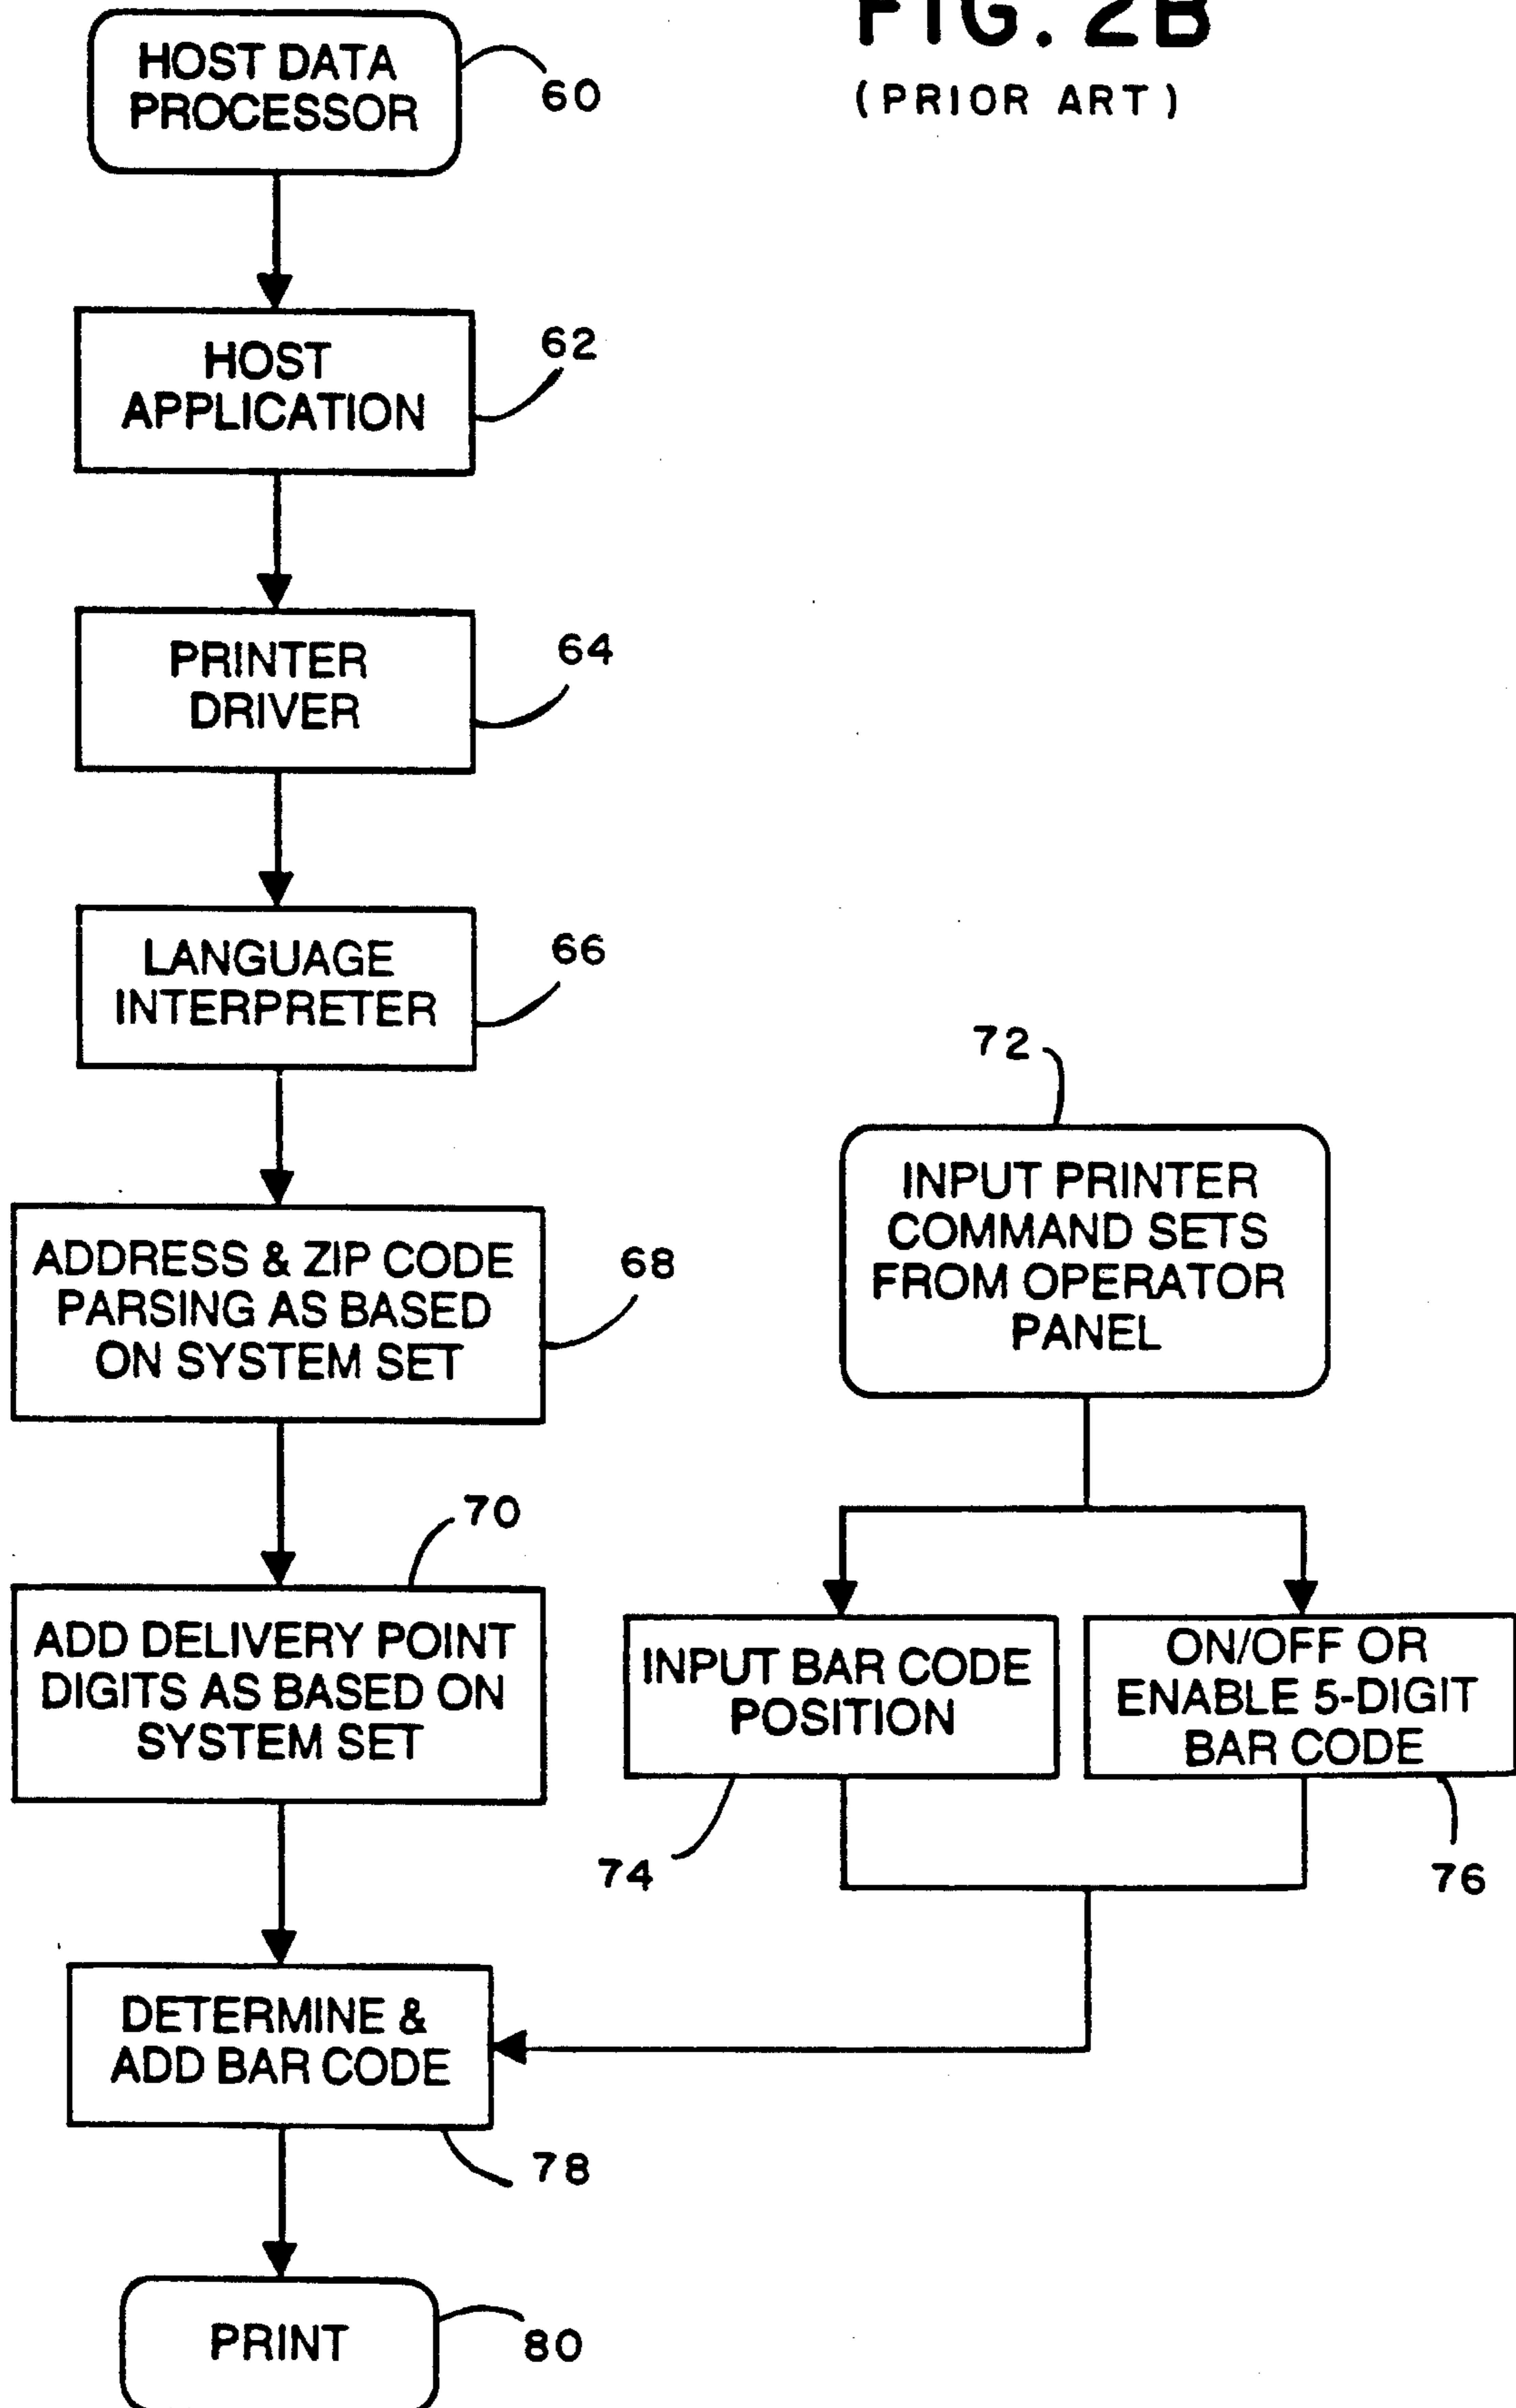 FIG. 2B
(PRIOR ART)
HOST DATA
PROCESSOR
60
HOST
APPLICATION
62
PRINTER
DRIVER
64
LANGUAGE
INTERPRETER
66
ADDRESS & ZIP CODE
PARSING AS BASED
ON SYSTEM SET
68
72
INPUT PRINTER
COMMAND SETS
FROM OPERATOR
PANEL
70
ADD DELIVERY POINT
DIGITS AS BASED ON
SYSTEM SET
INPUT BAR CODE
POSITION
74
ON/OFF OR
ENABLE 5-DIGIT
BAR CODE
76
DETERMINE &
ADD BAR CODE
78
PRINT
80